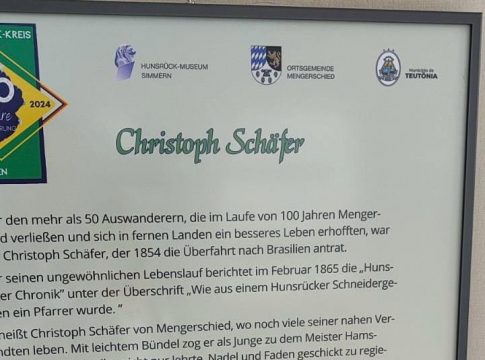 K-KREIS
2024
HUNSRÜCK-MUSEUM
SIMMERN
ORTSGEMEINDE
MENGERSCHIED
Município de
TEUTÔNIA
Christoph Schäfer
den mehr als 50 Auswanderern, die im Laufe von 100 Jahren Menger-
d verließen und sich in fernen Landen ein besseres Leben erhofften, war
Christoph Schäfer, der 1854 die Überfahrt nach Brasilien antrat.
r seinen ungewöhnlichen Lebenslauf berichtet im Februar 1865 die „Huns-
er Chronik“ unter der Überschrift „Wie aus einem Hunsrücker Schneiderge-
en ein Pfarrer wurde. “
heißt Christoph Schäfer von Mengerschied, wo noch viele seiner nahen Ver-
ndten leben. Mit leichtem Bündel zog er als Junge zu dem Meister Hams-
nur lehrte, Nadel und Faden geschickt zu regie-